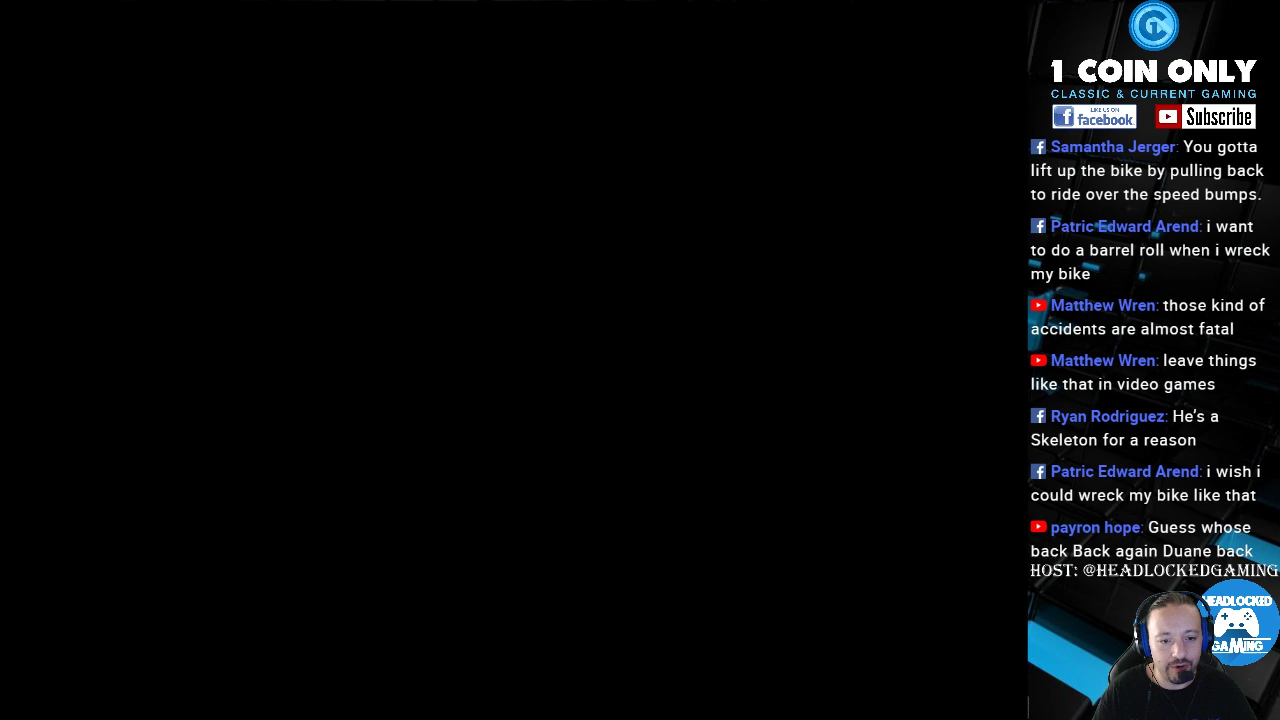 1 COIN ONLY
CLASSIC & CURRENT GAMING
LIKE US ON
facebook.
Subscribe
Samantha Jerger: You gotta
lift up the bike by pulling back
to ride over the speed bumps.
Patric Edward Arend: i want
to do a barrel roll when i wreck
my bike
Matthew Wren: those kind of
accidents are almost fatal
Matthew Wren: leave things
like that in video games
Ryan Rodriguez: He's a
Skeleton for a reason
Patric Edward Arend: i wish i
could wreck my bike like that
payron hope: Guess whose
back Back again Duane back
HOST: @HEADLOCKEDGAMING
HEADLOCKED
GAMING